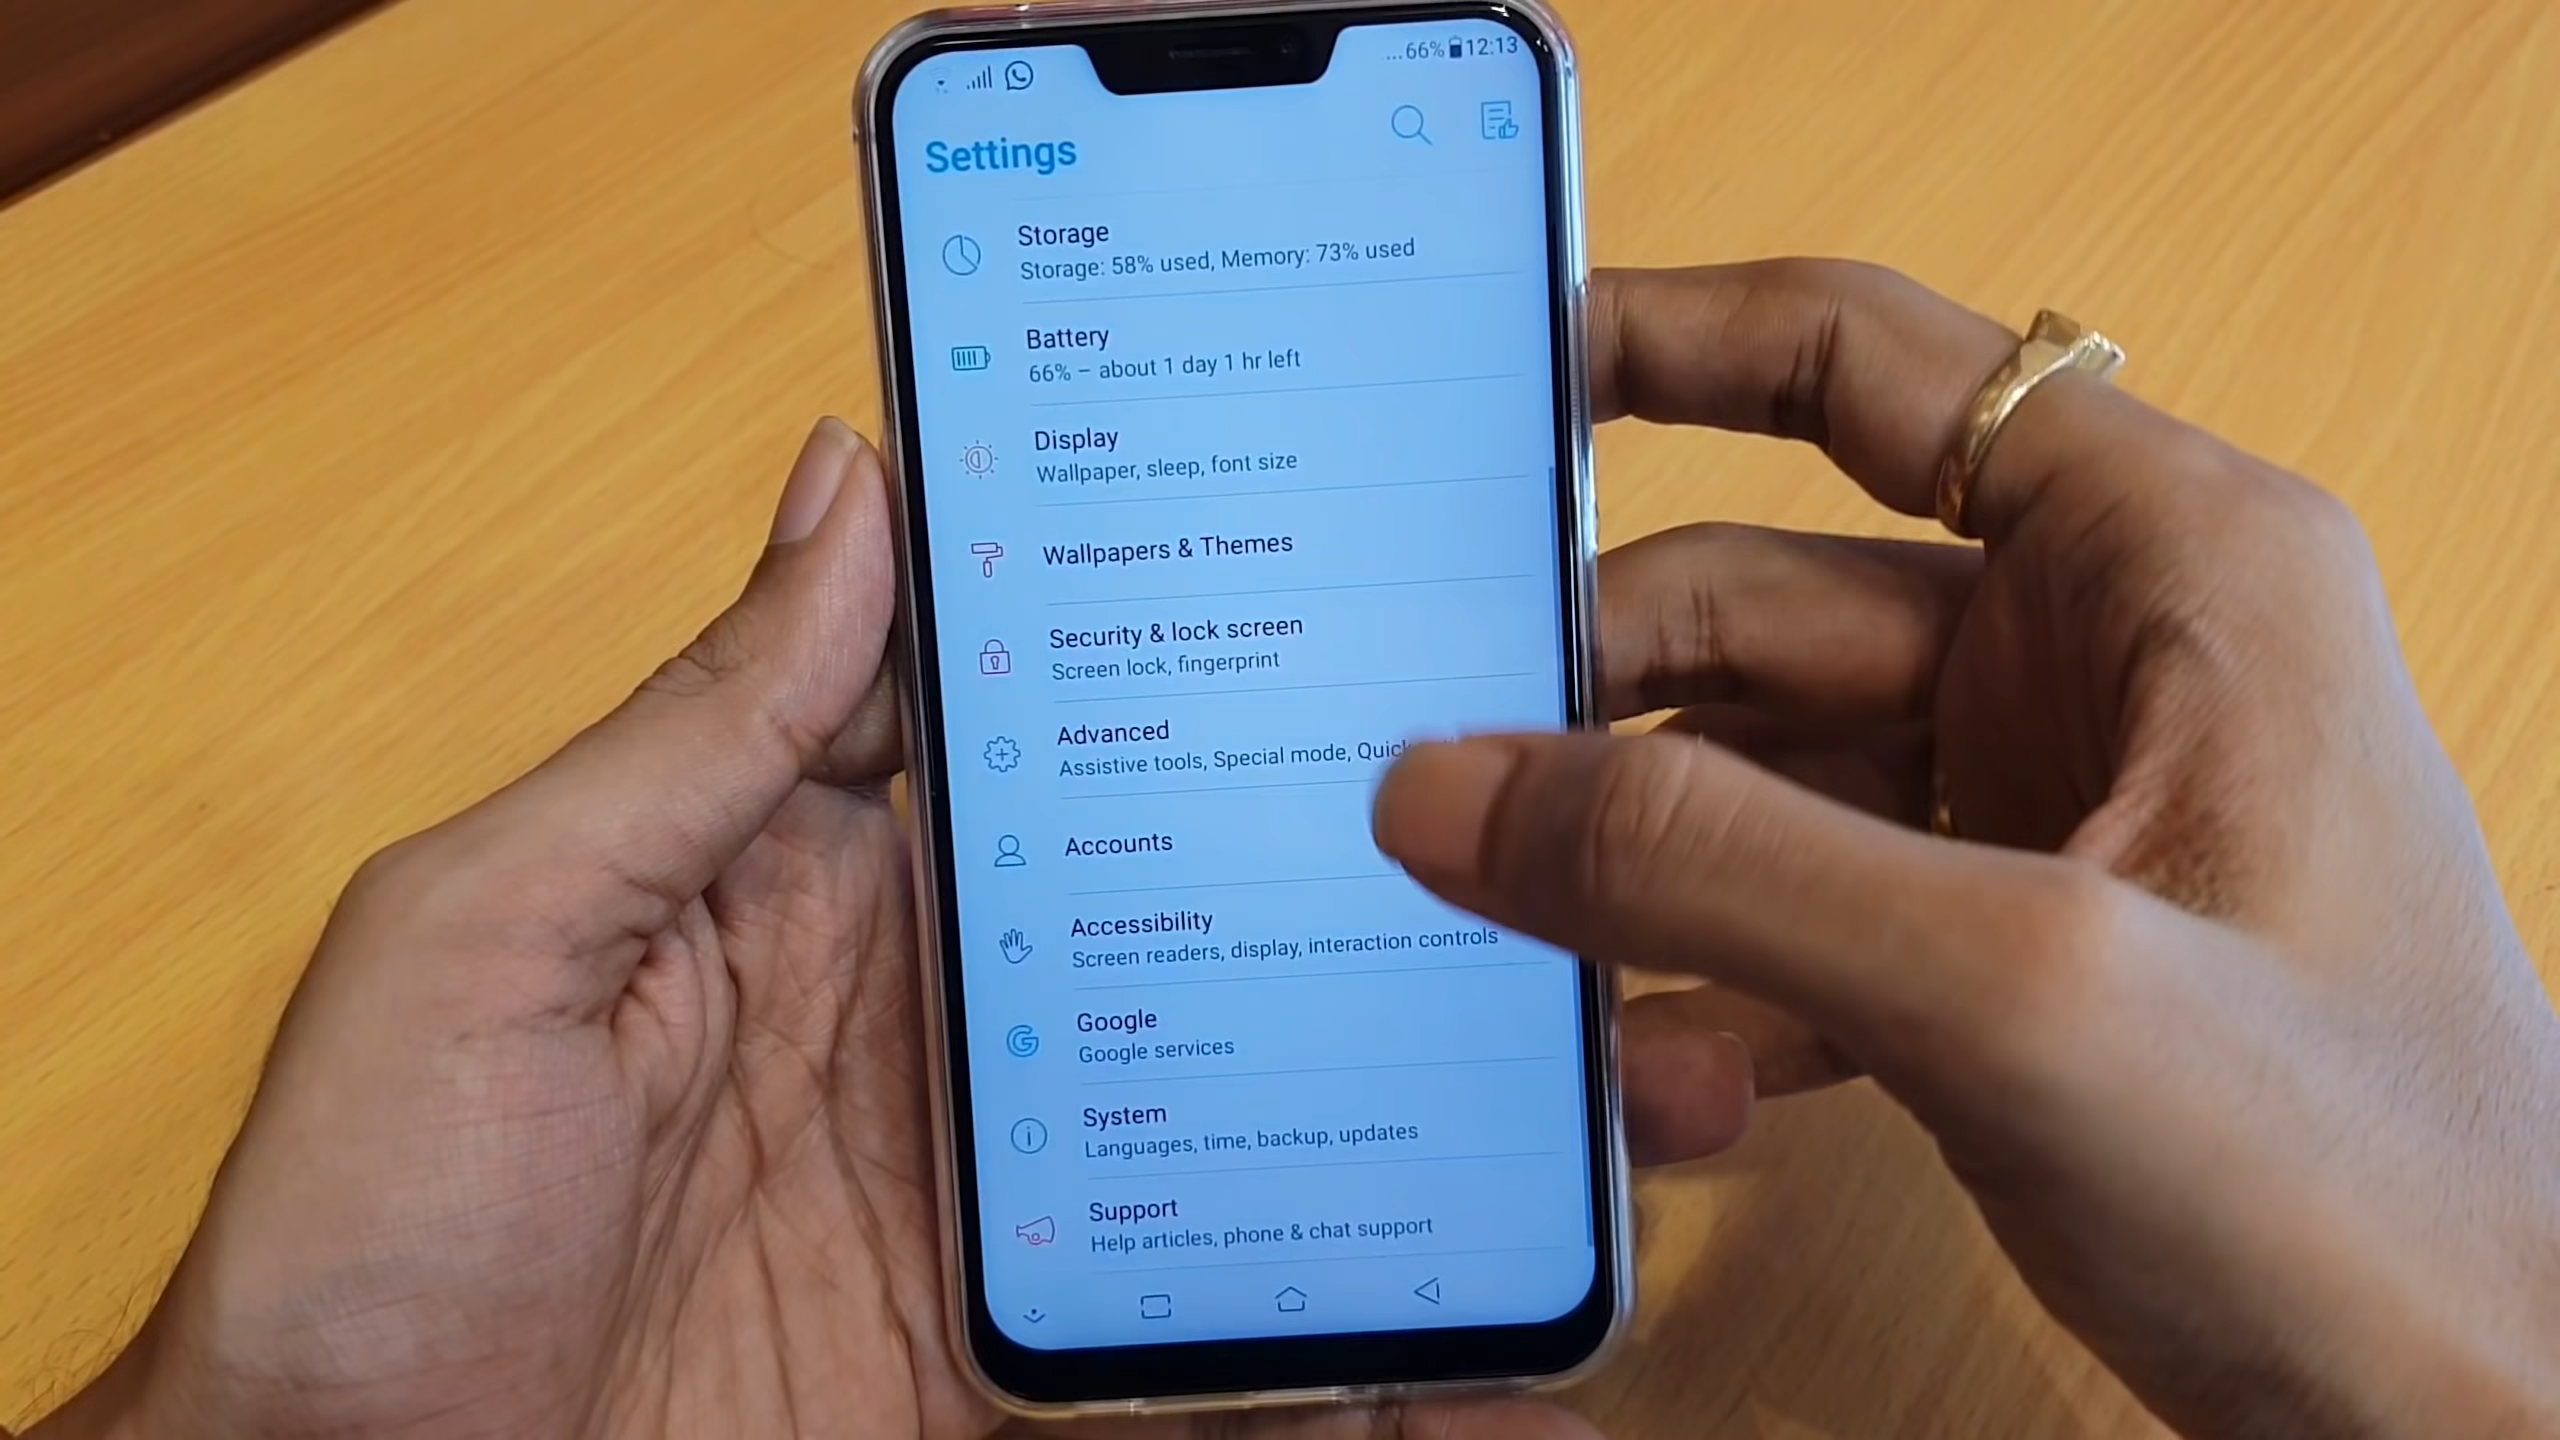 ...66% 12:13
Settings
Storage
Storage: 58% used, Memory: 73% used
Battery
66% – about 1 day 1 hr left
Display
Wallpaper, sleep, font size
Wallpapers & Themes
Security & lock screen
Screen lock, fingerprint
Advanced
Assistive tools, Special mode,
Accounts
Accessibility
Screen readers, display, interaction controls
Google
Google services
System
Languages, time, backup, updates
Support
Help articles, phone & chat support